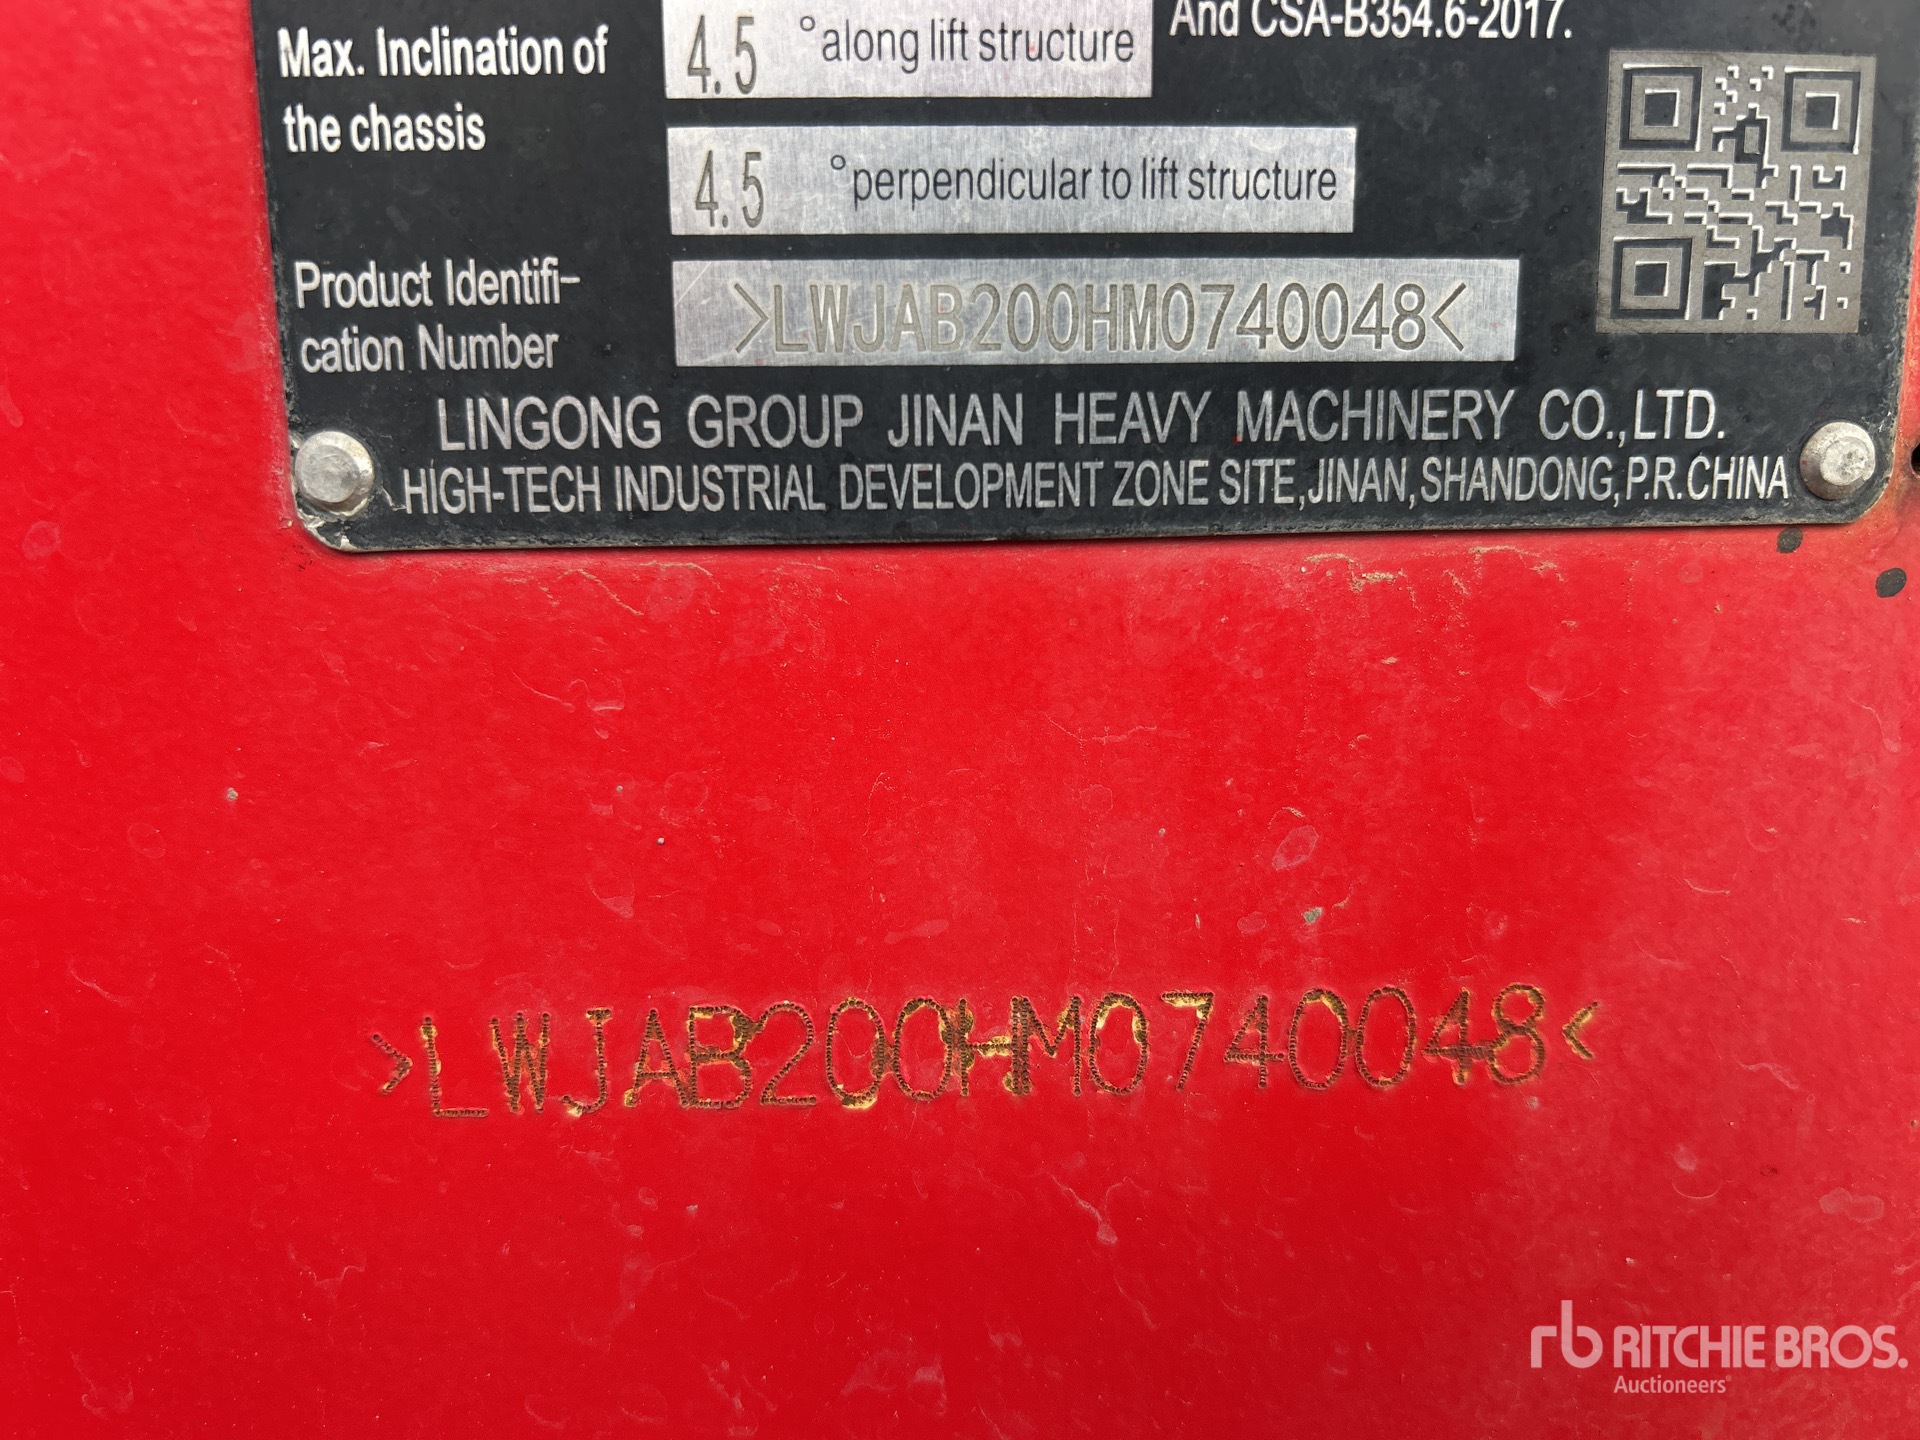 And CSA-B354.6-2017.
Max. Inclination of
the chassis
4.5 °along lift structure
4.5 °perpendicular to lift structure
Product Identifi-
cation Number
>LWJAB200HM0740048<
LINGONG GROUP JINAN HEAVY MACHINERY CO.,LTD.
HIGH-TECH INDUSTRIAL DEVELOPMENT ZONE SITE,JINAN,SHANDONG,P.R.CHINA
>LWJAB200HM0740048<
rb RITCHIE BROS.
Auctioneers